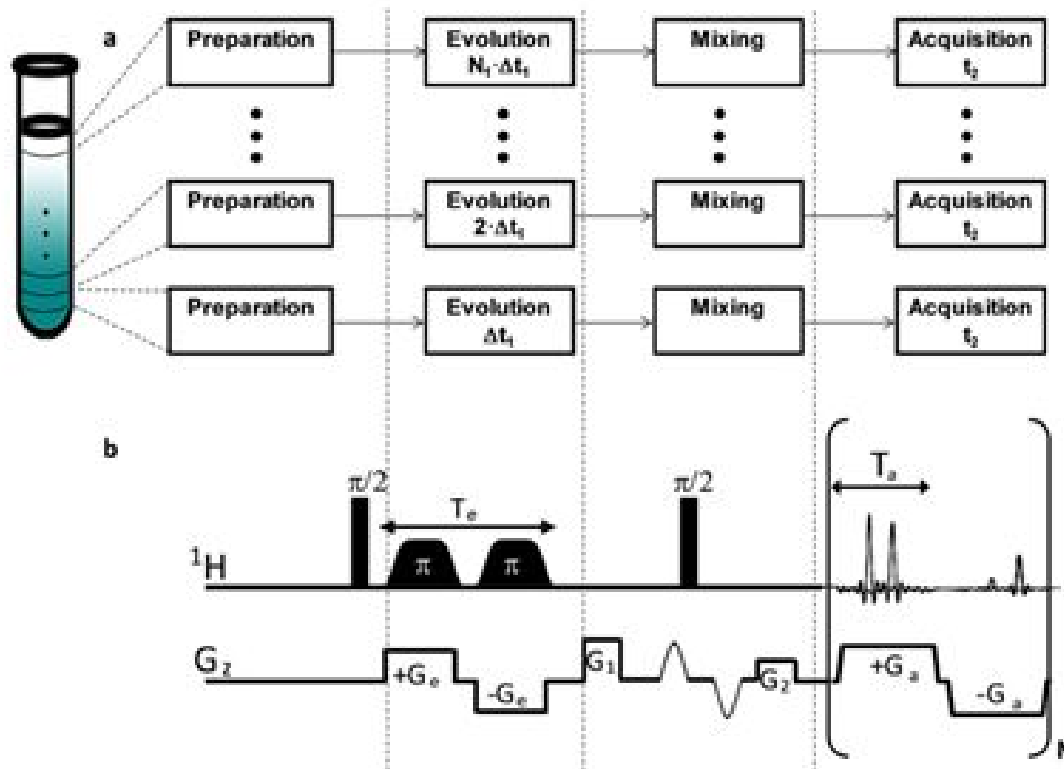 a
Preparation
Evolution
N₁·Δt₁
Mixing
Acquisition
t₂
Preparation
Evolution
2·Δt₁
Mixing
Acquisition
t₂
Preparation
Evolution
Δt₁
Mixing
Acquisition
t₂
b
π/2
Tₑ
π/2
Tₐ
¹H
π
π
G₂
+Gₑ
-Gₑ
G₁
G₂
+Gₐ
-Gₐ